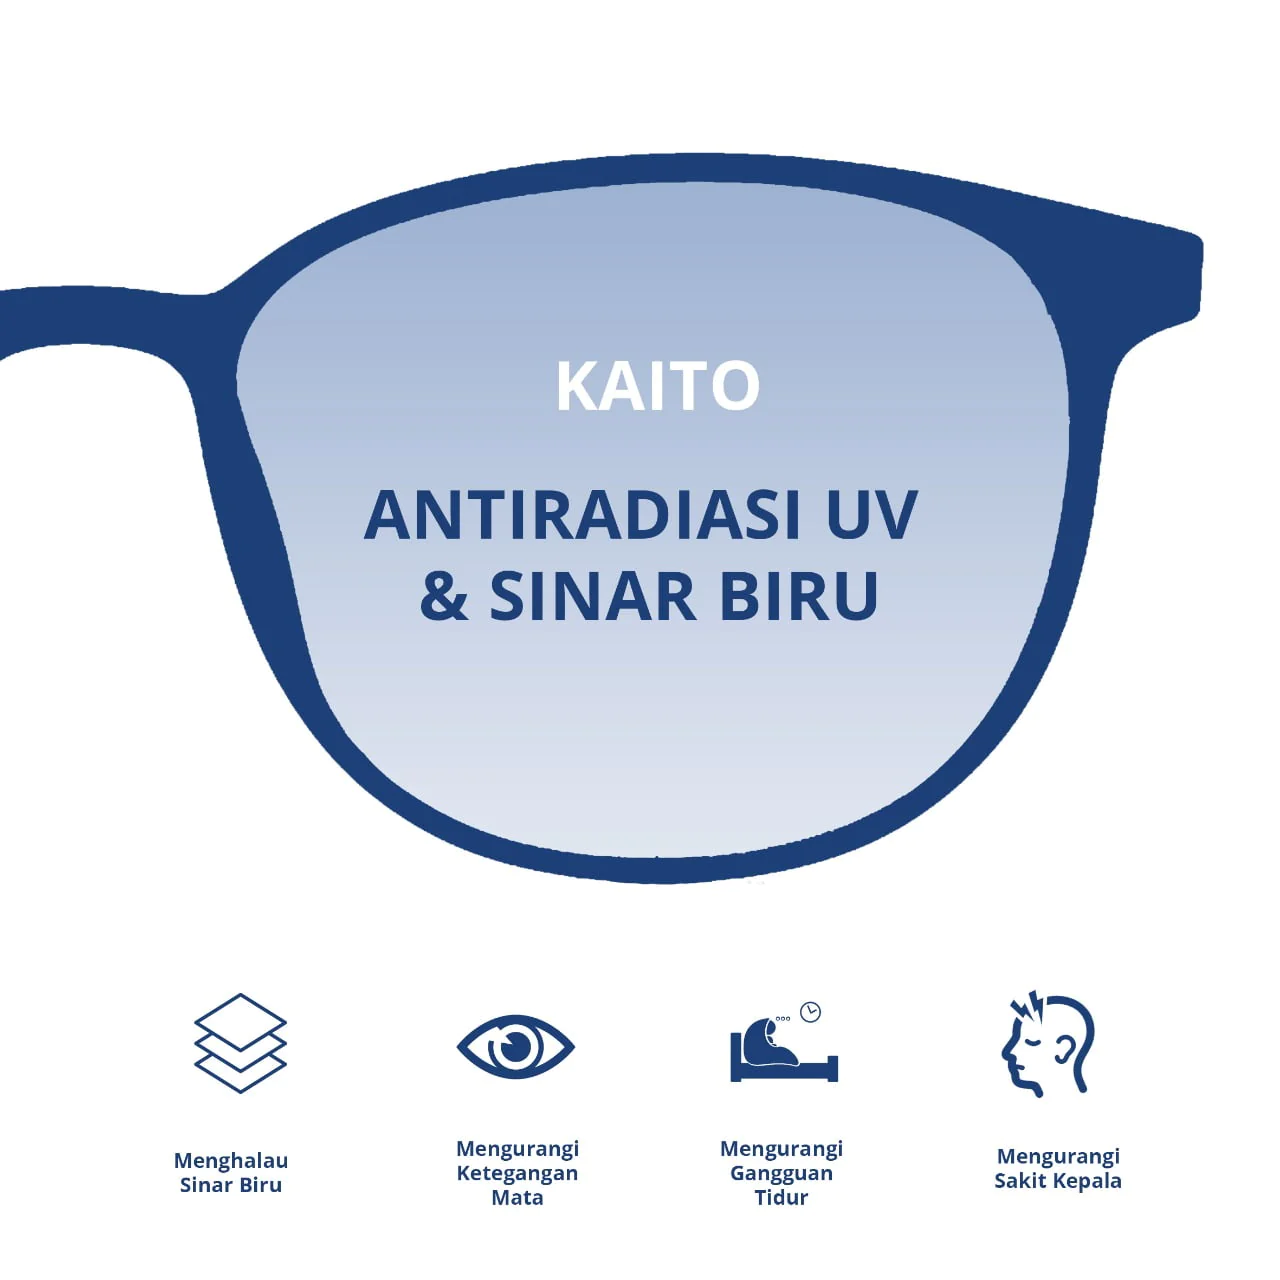 KAITO
ANTIRADIASI UV
& SINAR BIRU
Menghalau
Sinar Biru
Mengurangi
Ketegangan
Mata
Mengurangi
Gangguan
Tidur
Mengurangi
Sakit Kepala